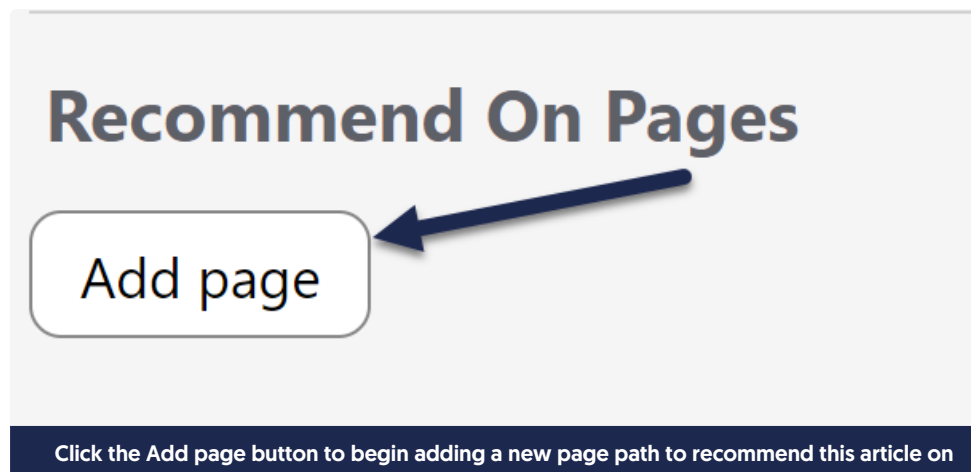 Recommend On Pages
Add page
Click the Add page button to begin adding a new page path to recommend this article on